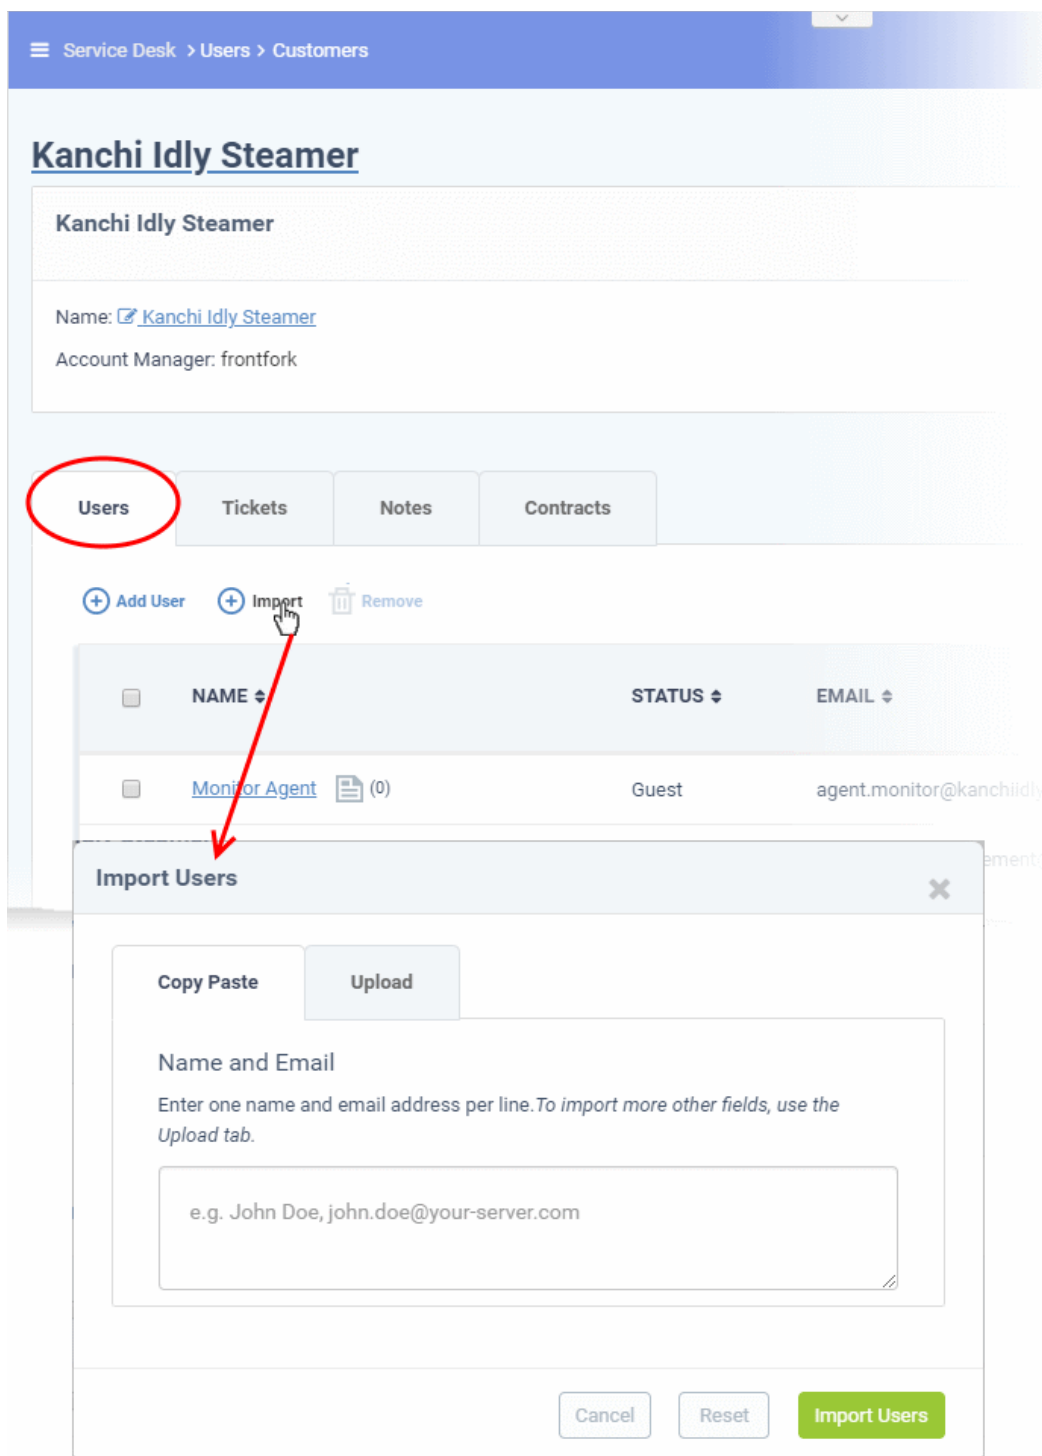 Service Desk > Users > Customers
Kanchi Idly Steamer
Kanchi Idly Steamer
Name: Kanchi Idly Steamer
Account Manager: frontfork
Users Tickets Notes Contracts
Add User Import Remove
NAME STATUS EMAIL
Monitor Agent (0) Guest agent.monitor@kanchiidly
ement@
Import Users
Copy Paste Upload
Name and Email
Enter one name and email address per line.To import more other fields, use the
Upload tab.
e.g. John Doe, john.doe@your-server.com
Cancel Reset Import Users